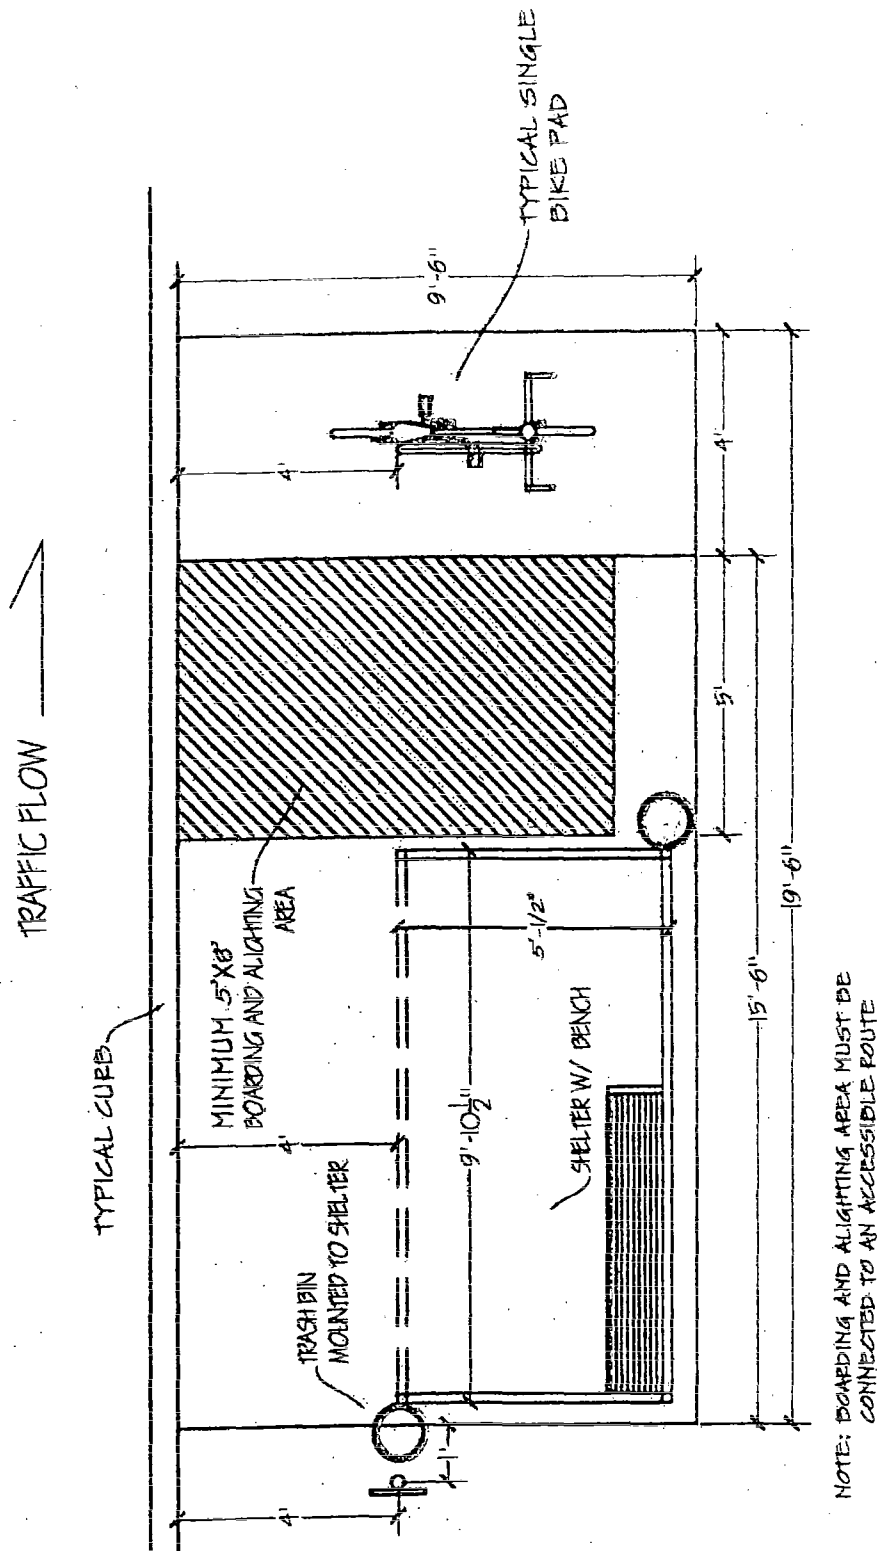 TRAFFIC FLOW
TYPICAL CURB
MINIMUM 5'X8'
BOARDING AND ALIGHTING
AREA
TRASH BIN
MOUNTED TO SHELTER
TYPICAL SINGLE
BIKE PAD
SHELTER W/ BENCH
4'
4'
4'
9'-6"
1'
9'-10 1/2"
5'-1/2"
5'
4'
15'-6"
19'-6"
NOTE: BOARDING AND ALIGHTING AREA MUST BE
CONNECTED TO AN ACCESSIBLE ROUTE